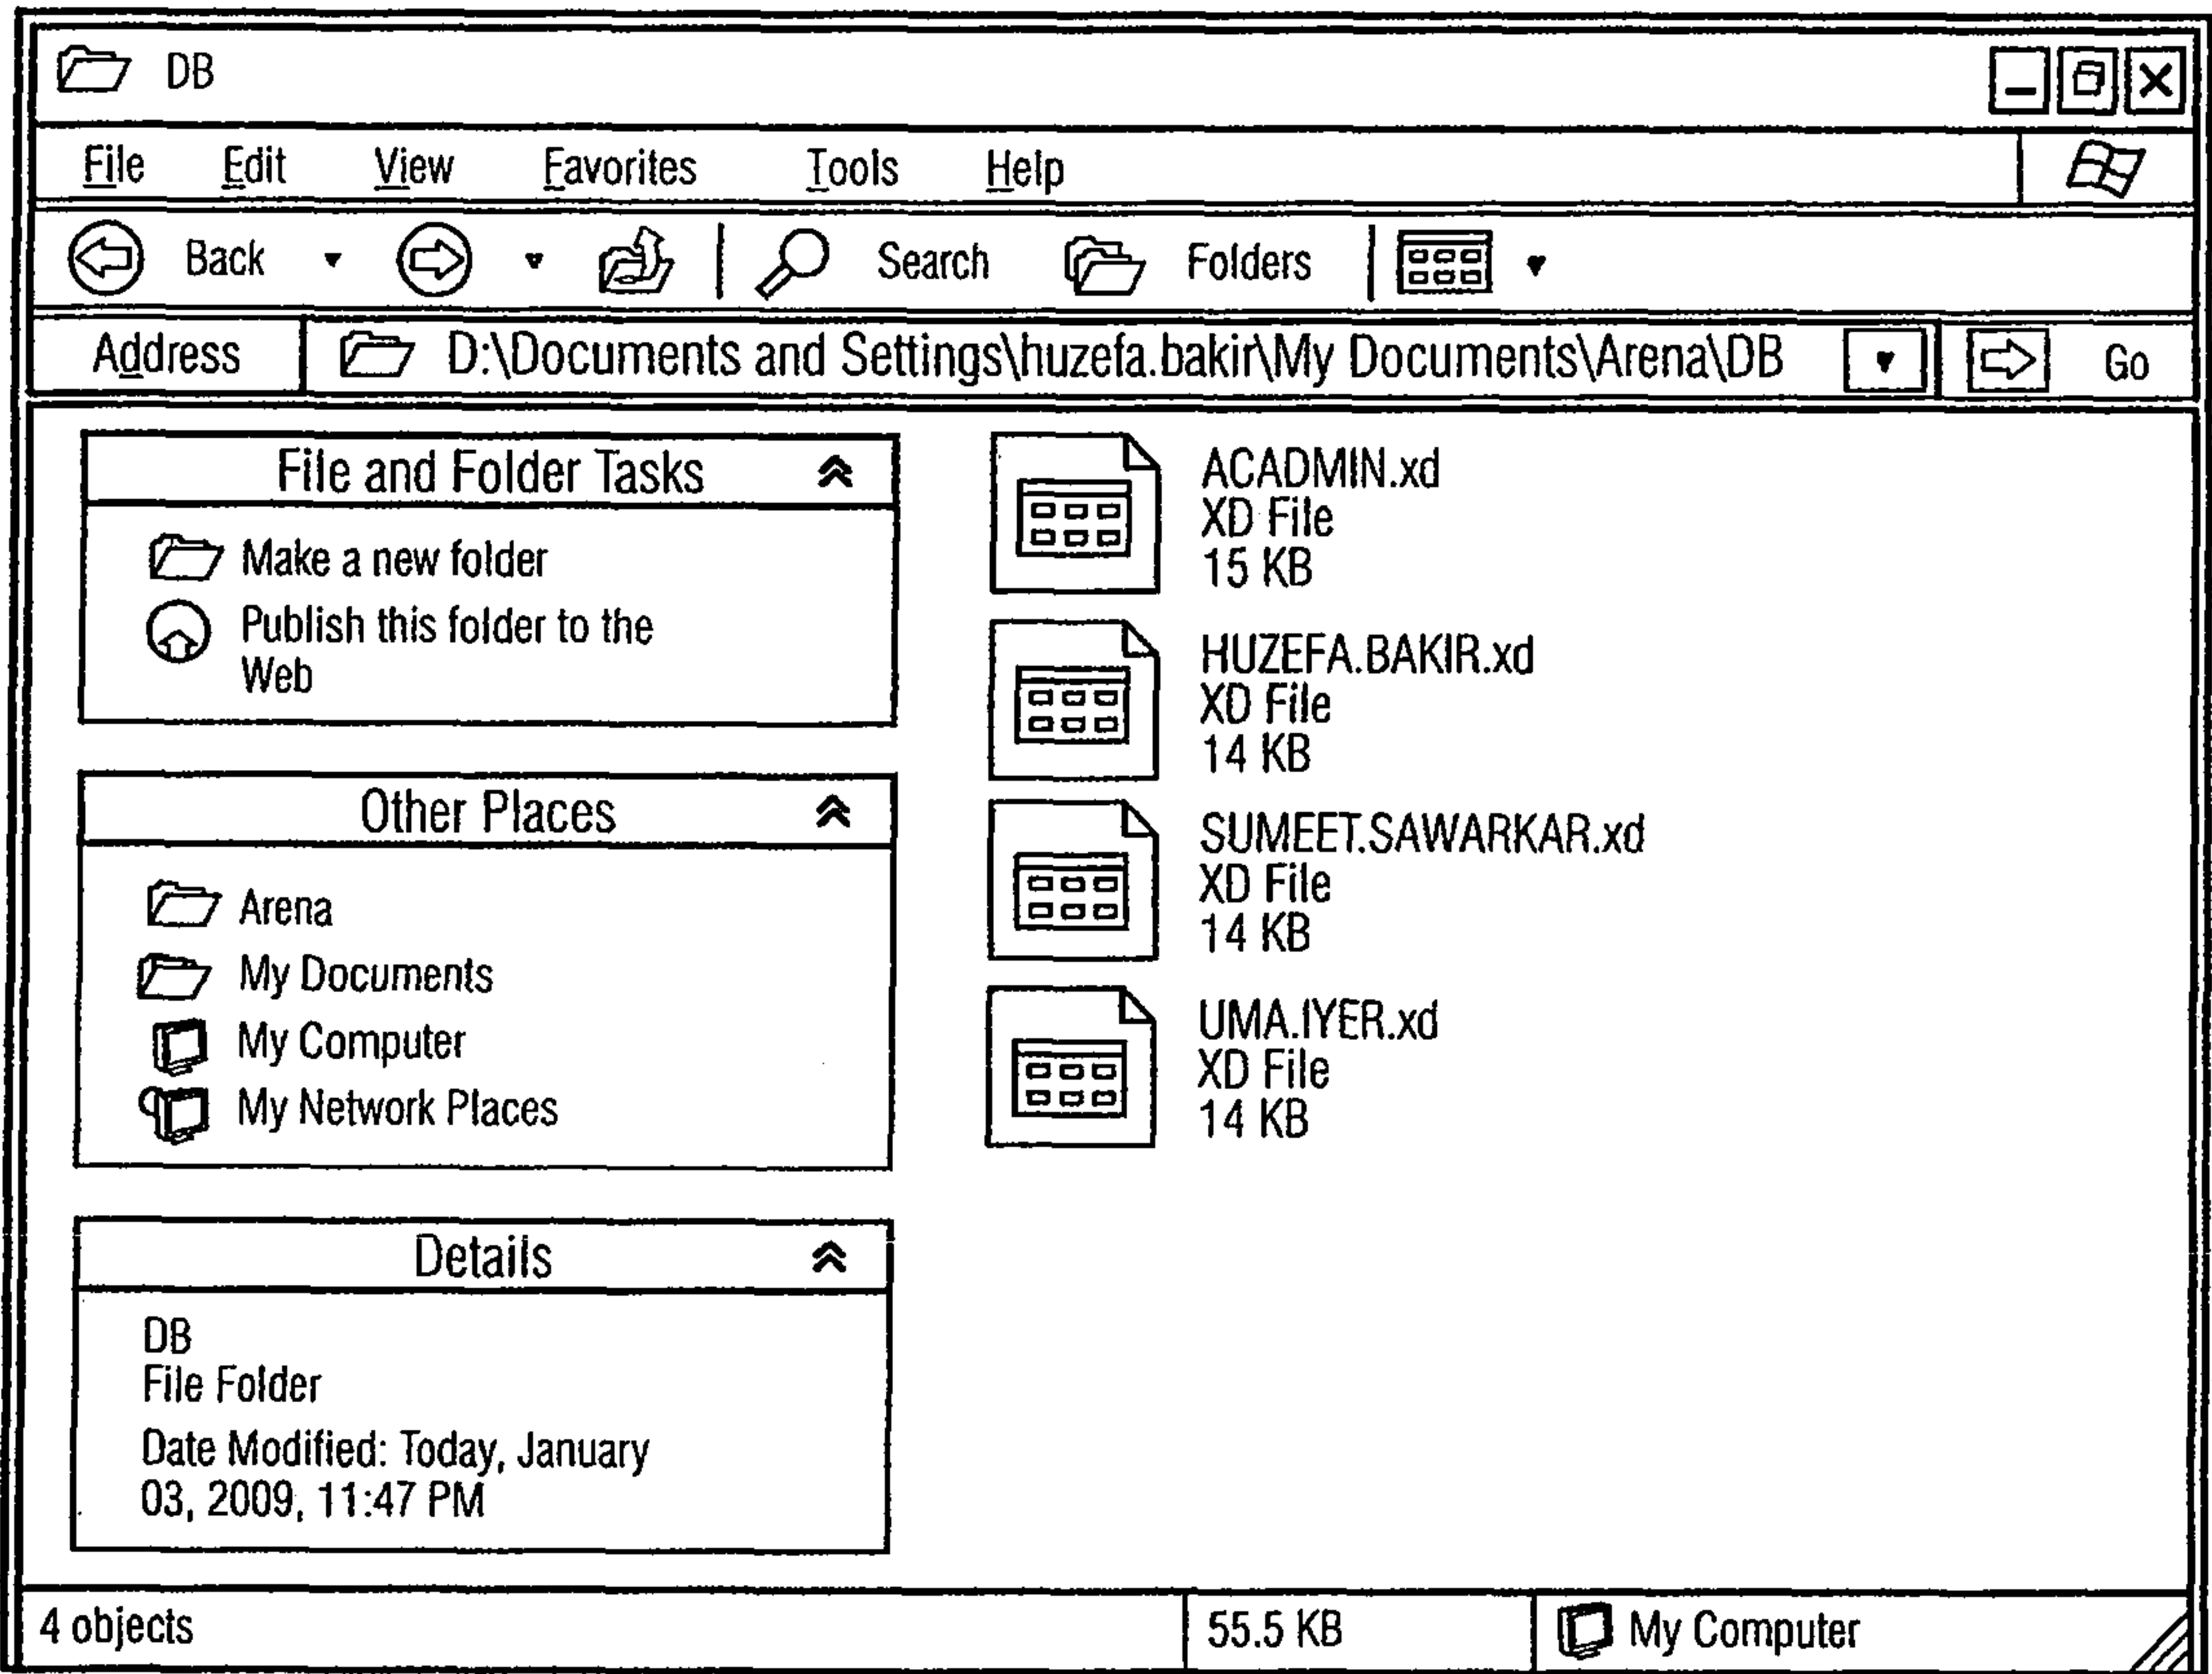 DB
File Edit View Favorites Tools Help
Back Search Folders
Address D:\Documents and Settings\huzefa.bakir\My Documents\Arena\DB Go
File and Folder Tasks
Make a new folder
Publish this folder to the
Web
Other Places
Arena
My Documents
My Computer
My Network Places
Details
DB
File Folder
Date Modified: Today, January
03, 2009, 11:47 PM
ACADMIN.xd
XD File
15 KB
HUZEFA.BAKIR.xd
XD File
14 KB
SUMEET.SAWARKAR.xd
XD File
14 KB
UMA.IYER.xd
XD File
14 KB
4 objects 55.5 KB My Computer